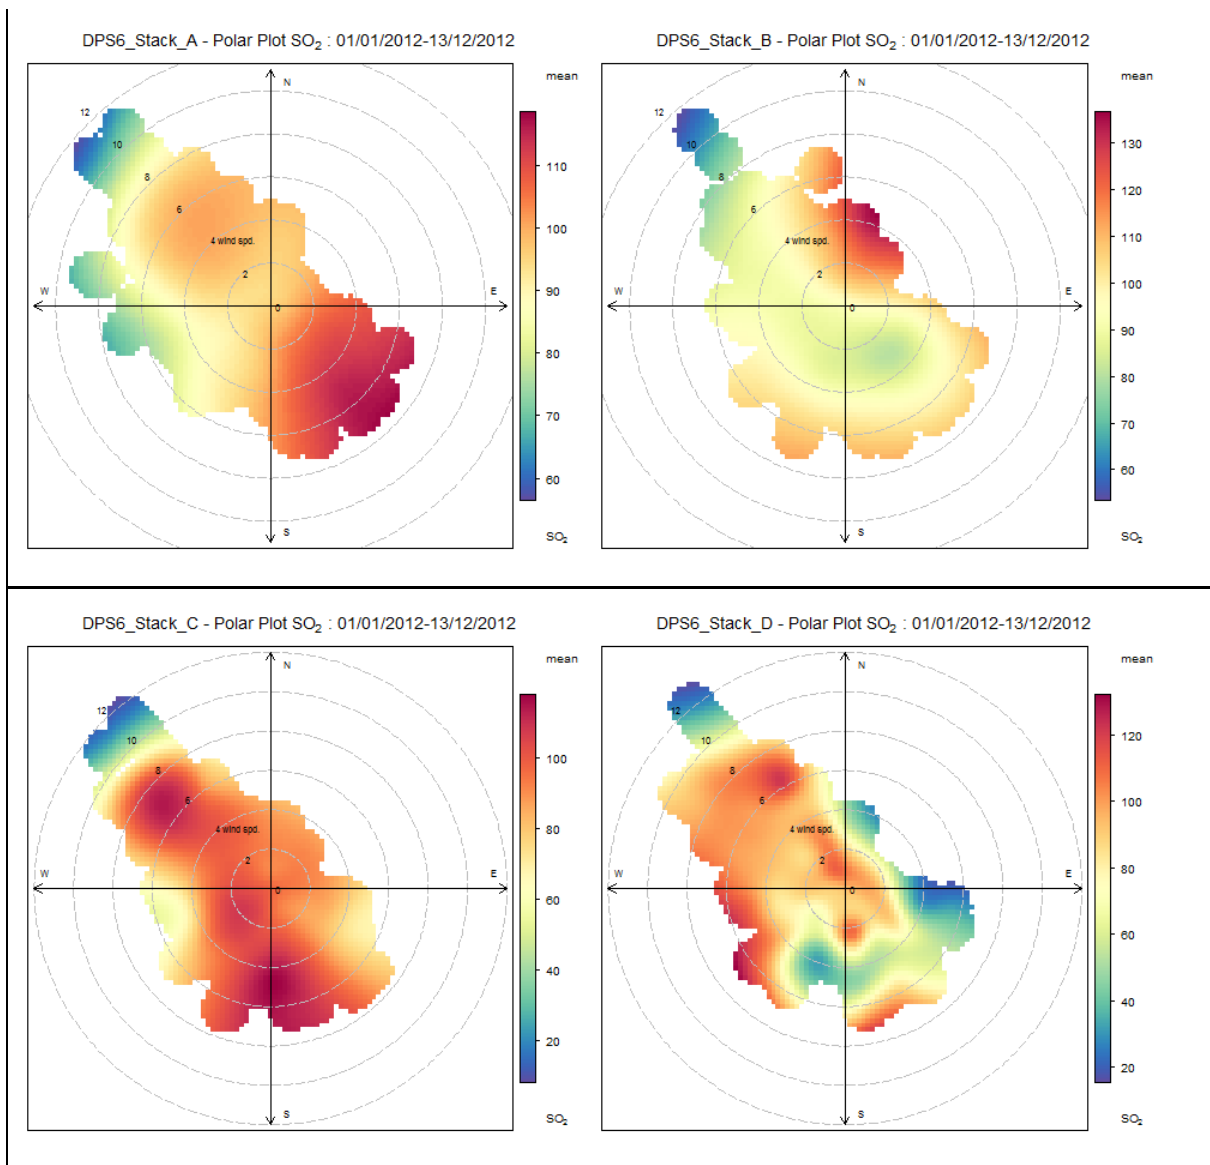 DPS6_Stack_A - Polar Plot SO₂ : 01/01/2012-13/12/2012
mean
N
12
10
8
6
4 wind spd.
2
0
W
E
S
110
100
90
80
70
60
SO₂
DPS6_Stack_B - Polar Plot SO₂ : 01/01/2012-13/12/2012
mean
N
12
10
8
6
4 wind spd.
2
0
W
E
S
130
120
110
100
90
80
70
60
SO₂
DPS6_Stack_C - Polar Plot SO₂ : 01/01/2012-13/12/2012
mean
N
12
10
8
6
4 wind spd.
2
0
W
E
S
100
80
60
40
20
SO₂
DPS6_Stack_D - Polar Plot SO₂ : 01/01/2012-13/12/2012
mean
N
12
10
8
6
4 wind spd.
2
0
W
E
S
120
100
80
60
40
20
SO₂